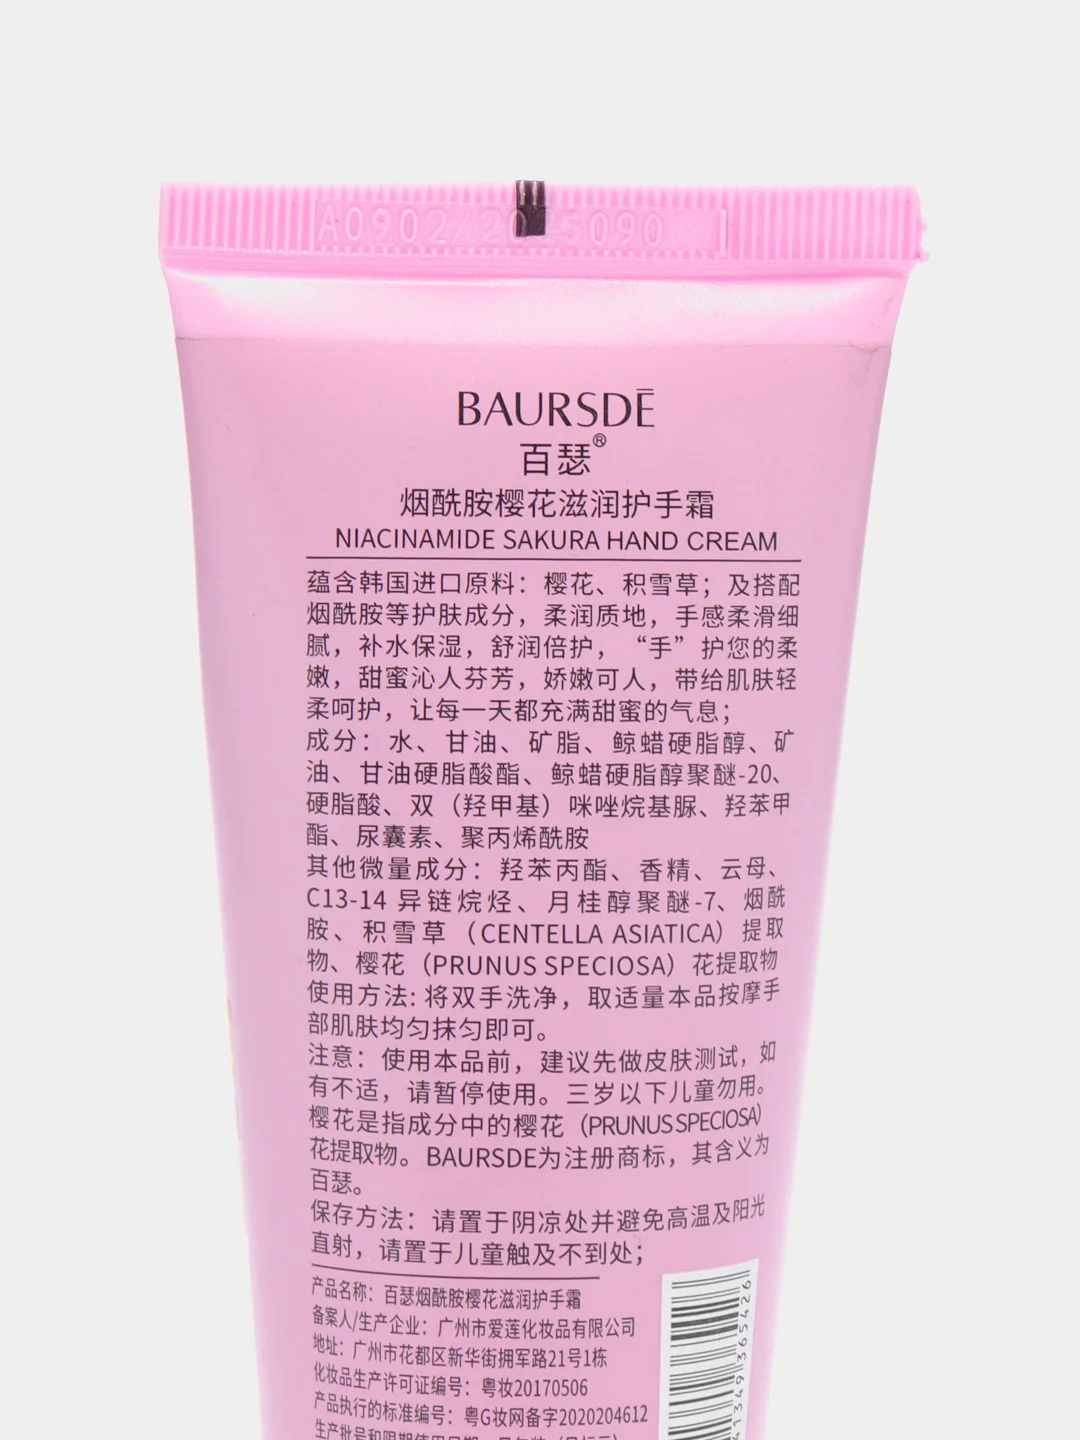 A0902/20 5090
BAURSDĒ
百瑟®
烟酰胺樱花滋润护手霜
NIACINAMIDE SAKURA HAND CREAM
蕴含韩国进口原料：樱花、积雪草；及搭配
烟酰胺等护肤成分，柔润质地，手感柔滑细
腻，补水保湿，舒润倍护，“手”护您的柔
嫩，甜蜜沁人芬芳，娇嫩可人，带给肌肤轻
柔呵护，让每一天都充满甜蜜的气息；
成分：水、甘油、矿脂、鲸蜡硬脂醇、矿
油、甘油硬脂酸酯、鲸蜡硬脂醇聚醚-20、
硬脂酸、双（羟甲基）咪唑烷基脲、羟苯甲
酯、尿囊素、聚丙烯酰胺
其他微量成分：羟苯丙酯、香精、云母、
C13-14 异链烷烃、月桂醇聚醚-7、烟酰
胺、积雪草（CENTELLA ASIATICA）提取
物、樱花（PRUNUS SPECIOSA）花提取物
使用方法: 将双手洗净，取适量本品按摩手
部肌肤均匀抹匀即可。
注意：使用本品前，建议先做皮肤测试，如
有不适，请暂停使用。三岁以下儿童勿用。
樱花是指成分中的樱花（PRUNUS SPECIOSA）
花提取物。BAURSDE为注册商标，其含义为
百瑟。
保存方法：请置于阴凉处并避免高温及阳光
直射，请置于儿童触及不到处；
产品名称：百瑟烟酰胺樱花滋润护手霜
备案人/生产企业：广州市爱莲化妆品有限公司
地址：广州市花都区新华街拥军路21号1栋
化妆品生产许可证编号：粤妆20170506
产品执行的标准编号：粤G妆网备字2020204612
生产批号和限期使用日期：见包装
41349365426